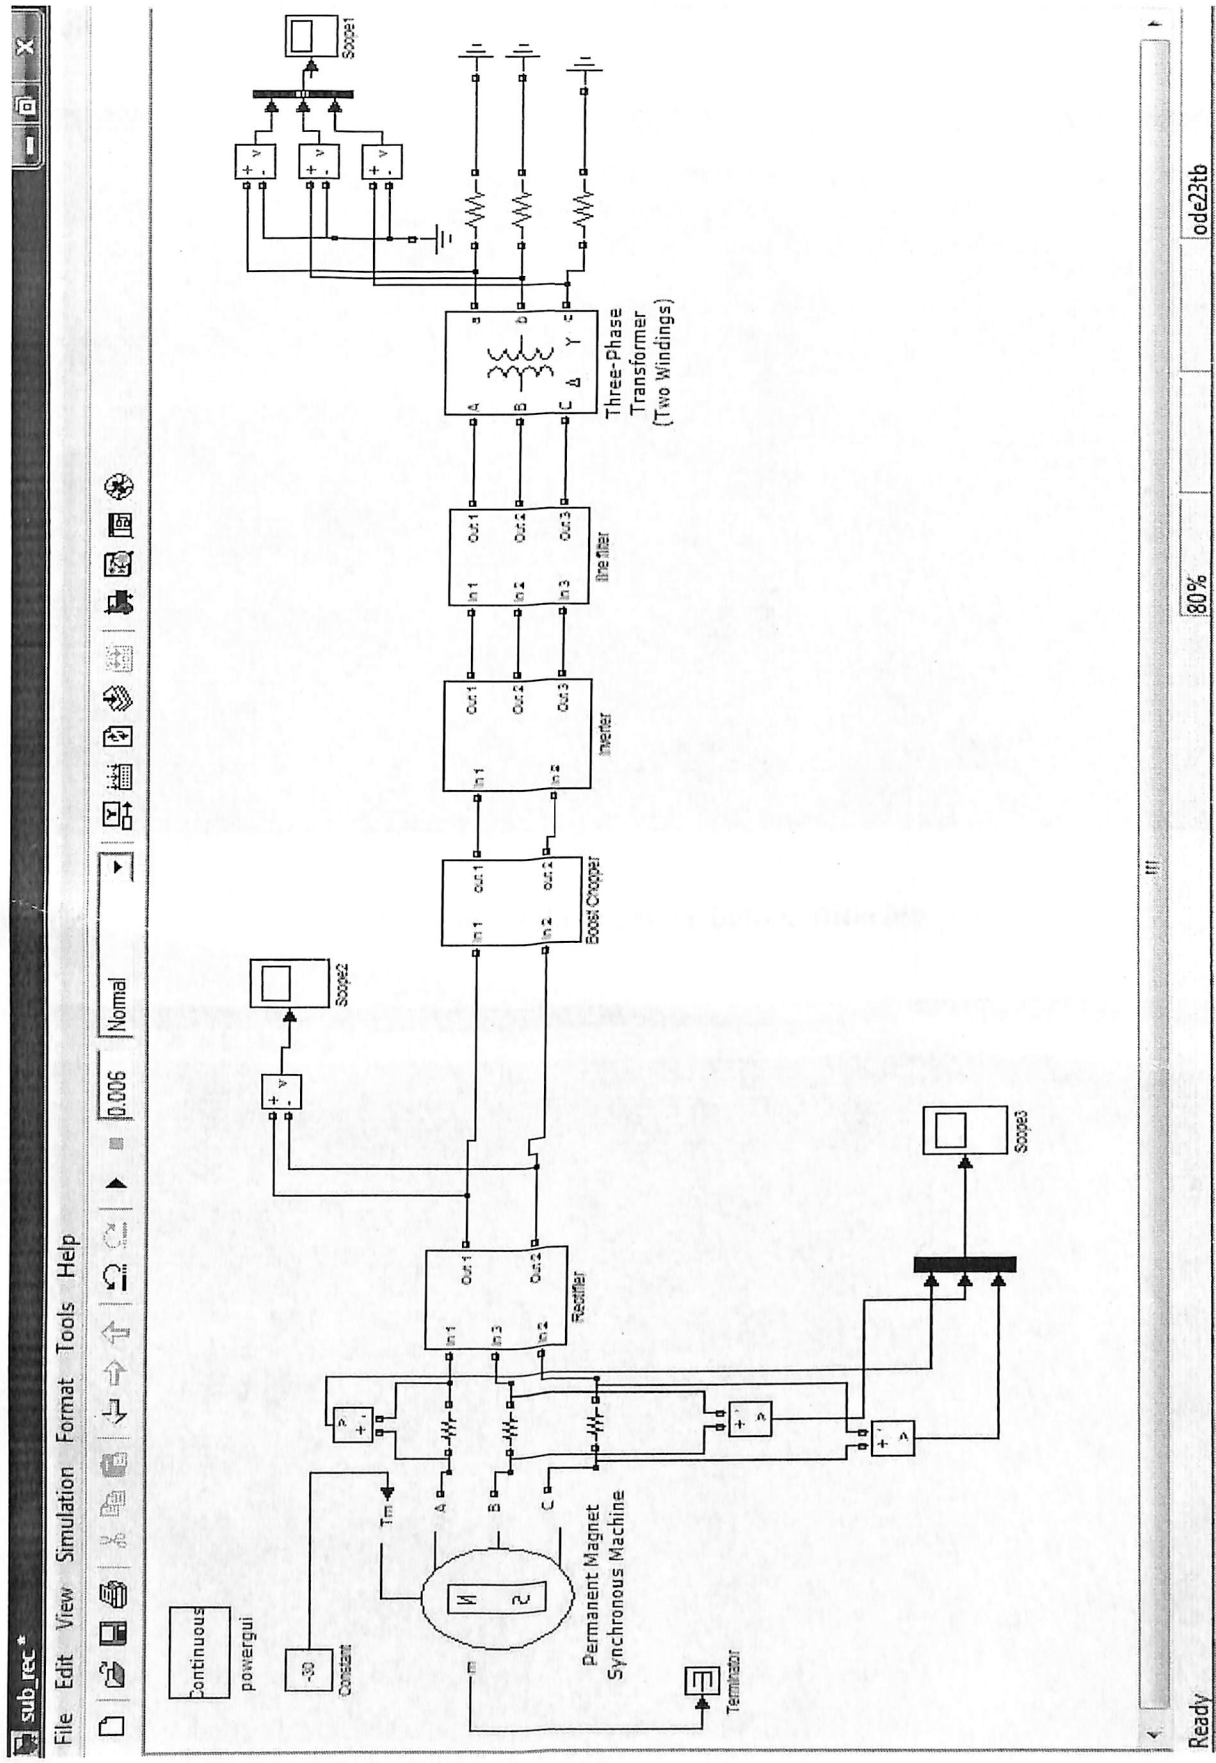 sub_rec *
File Edit View Simulation Format Tools Help
0.006
Normal
Continuous
powergui
-30
Constant
Tm
m
A
B
C
N
S
Permanent Magnet
Synchronous Machine
Terminator
+
-
v
+
-
v
+
-
v
Scope3
In 1
In 3
In 2
Out 1
Out 2
Rectifier
+
-
v
Scope2
In 1
In 2
out 1
out 2
Boost Chopper
In 1
In 2
Out 1
Out 2
Out 3
Inverter
In 1
In 2
In 3
Out 1
Out 2
Out 3
line filter
A
B
C
a
b
c
Δ Y
Three-Phase
Transformer
(Two Windings)
+
-
v
+
-
v
+
-
v
Scope1
Ready
80%
ode23tb